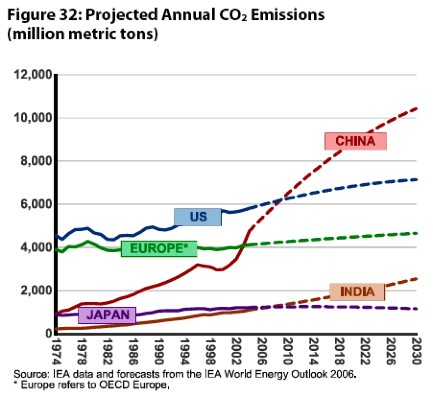 Figure 32: Projected Annual CO₂ Emissions
(million metric tons)
12,000
10,000
8,000
6,000
4,000
2,000
0
CHINA
US
EUROPE*
INDIA
JAPAN
1974 1978 1982 1986 1990 1994 1998 2002 2006 2010 2014 2018 2022 2026 2030
Source: IEA data and forecasts from the IEA World Energy Outlook 2006.
* Europe refers to OECD Europe.